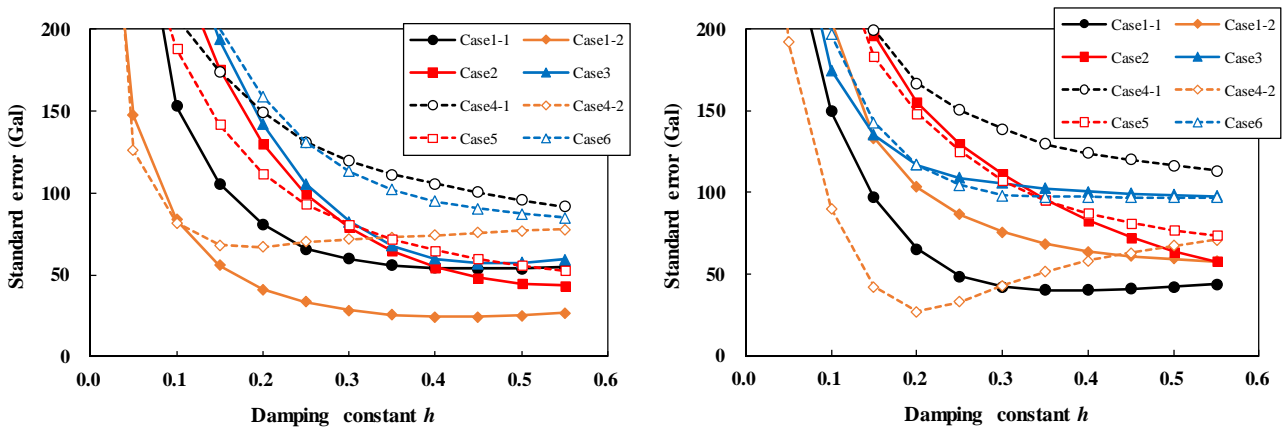 200
150
100
50
0
Standard error (Gal)
0.0 0.1 0.2 0.3 0.4 0.5 0.6
Damping constant h
Case1-1 Case1-2
Case2 Case3
Case4-1 Case4-2
Case5 Case6
200
150
100
50
0
Standard error (Gal)
0.0 0.1 0.2 0.3 0.4 0.5 0.6
Damping constant h
Case1-1 Case1-2
Case2 Case3
Case4-1 Case4-2
Case5 Case6